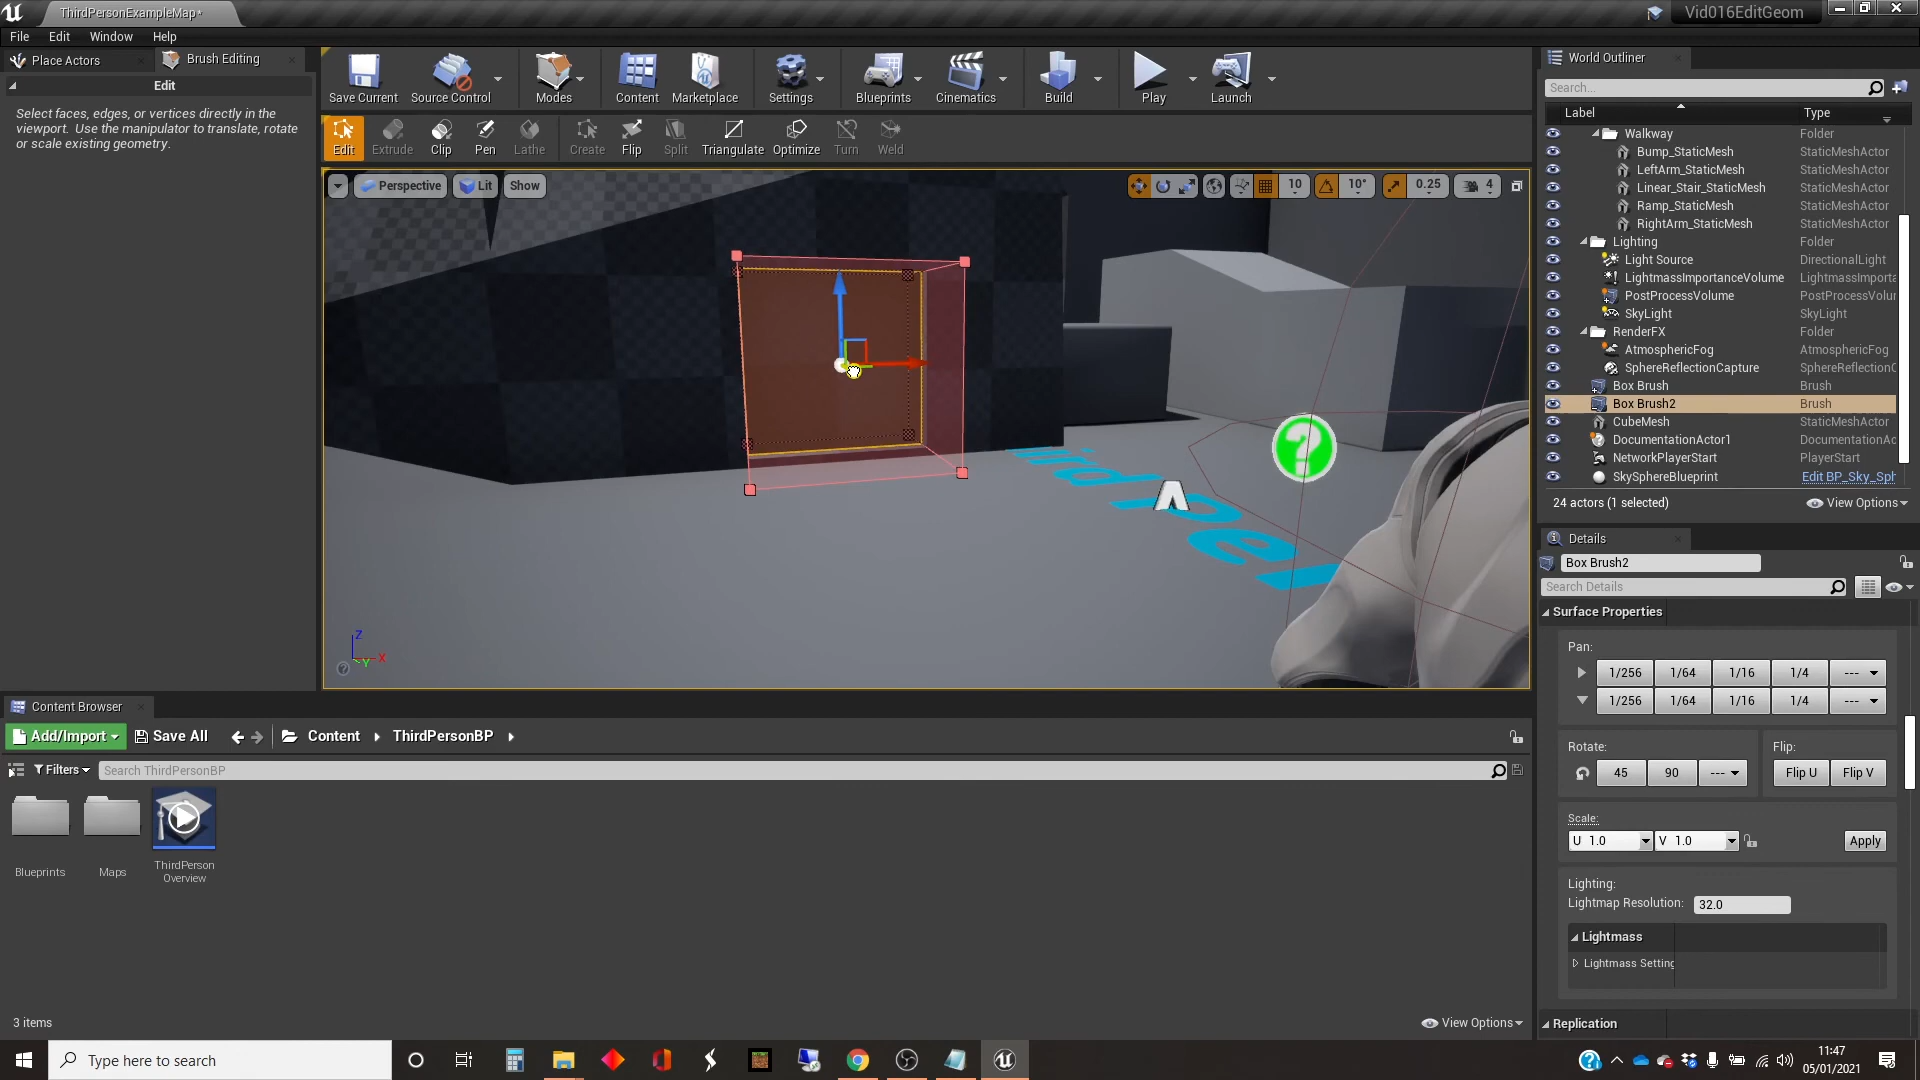 ThirdPersonExampleMap*
Vid016EditGeom
File
Edit
Window
Help
Place Actors
Brush Editing
Edit
Select faces, edges, or vertices directly in the
viewport. Use the manipulator to translate, rotate
or scale existing geometry.
Save Current
Source Control
Modes
Content
Marketplace
Settings
Blueprints
Cinematics
Build
Play
Launch
Edit
Extrude
Clip
Pen
Lathe
Create
Flip
Split
Triangulate
Optimize
Turn
Weld
Perspective
Lit
Show
10
10°
0.25
4
Z
X
Y
World Outliner
Search...
Label
Type
Walkway
Folder
Bump_StaticMesh
StaticMeshActor
LeftArm_StaticMesh
StaticMeshActor
Linear_Stair_StaticMesh
StaticMeshActor
Ramp_StaticMesh
StaticMeshActor
RightArm_StaticMesh
StaticMeshActor
Lighting
Folder
Light Source
DirectionalLight
LightmassImportanceVolume
LightmassImporta
PostProcessVolume
PostProcessVolur
SkyLight
SkyLight
RenderFX
Folder
AtmosphericFog
AtmosphericFog
SphereReflectionCapture
SphereReflectionC
Box Brush
Brush
Box Brush2
Brush
CubeMesh
StaticMeshActor
DocumentationActor1
DocumentationAc
NetworkPlayerStart
PlayerStart
SkySphereBlueprint
Edit BP_Sky_Sph
24 actors (1 selected)
View Options
Details
Box Brush2
Search Details
Surface Properties
Pan:
1/256
1/64
1/16
1/4
---
1/256
1/64
1/16
1/4
---
Rotate:
Flip:
45
90
---
Flip U
Flip V
Scale:
U 1.0
V 1.0
Apply
Lighting:
Lightmap Resolution:
32.0
Lightmass
Lightmass Setting
Replication
Content Browser
Add/Import
Save All
Content
ThirdPersonBP
Filters
Search ThirdPersonBP
Blueprints
Maps
ThirdPerson
Overview
3 items
View Options
Type here to search
11:47
05/01/2021